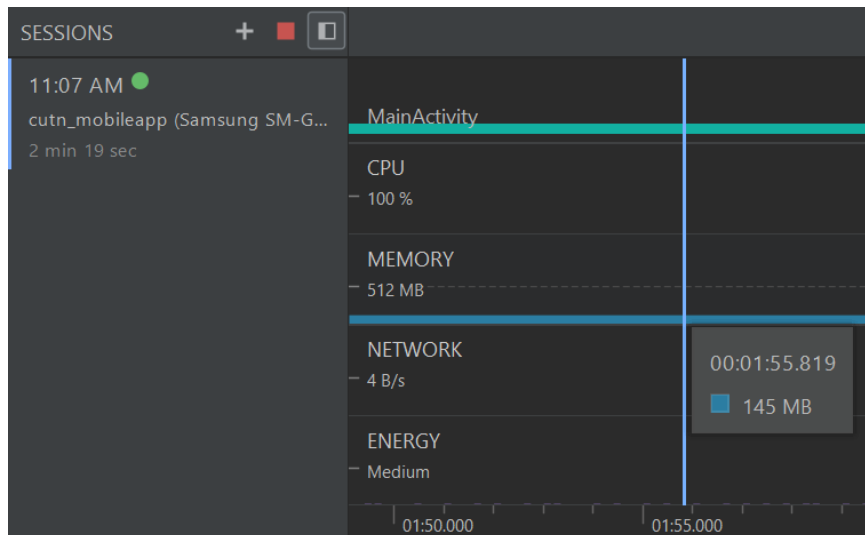 SESSIONS
11:07 AM
cutn_mobileapp (Samsung SM-G...
2 min 19 sec
MainActivity
CPU
100 %
MEMORY
512 MB
NETWORK
4 B/s
00:01:55.819
145 MB
ENERGY
Medium
01:50.000
01:55.000